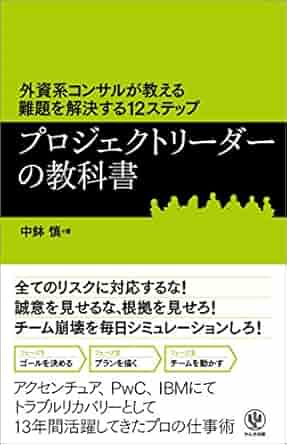 外資系コンサルが教える
難題を解決する12ステップ
プロジェクトリーダー
の教科書
中鉢 慎・著
全てのリスクに対応するな!
誠意を見せるな、根拠を見せろ!
チーム崩壊を毎日シミュレーションしろ!
ゴールを決める
プランを描く
チームを動かす
アクセンチュア、PwC、IBMにて
トラブルリカバリーとして
13年間活躍してきたプロの仕事術
かんき出版